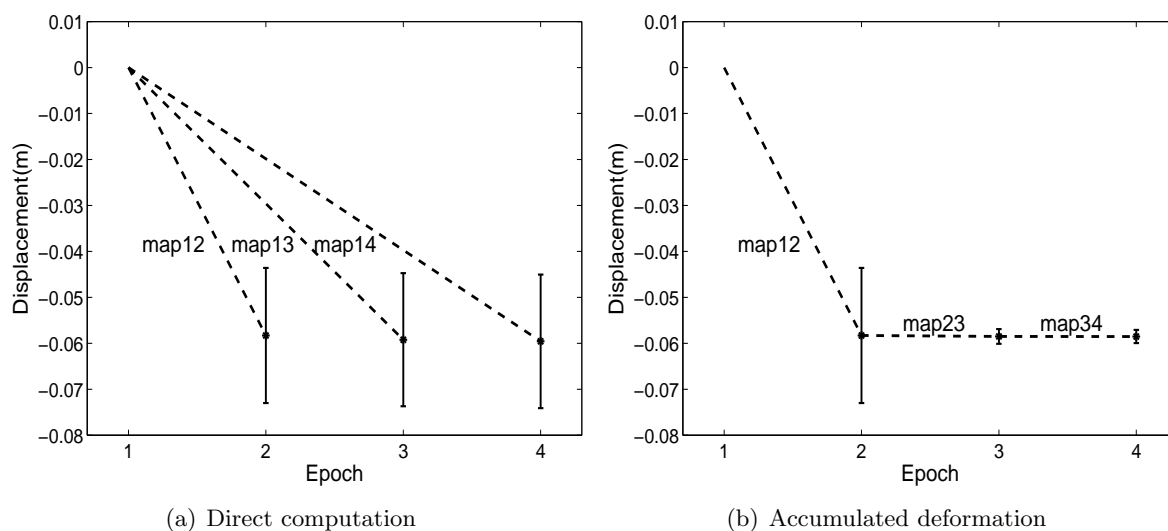 0.01
0
−0.01
−0.02
−0.03
−0.04
−0.05
−0.06
−0.07
−0.08
Displacement(m)
map12 map13 map14
1 2 3 4
Epoch
(a) Direct computation
0.01
0
−0.01
−0.02
−0.03
−0.04
−0.05
−0.06
−0.07
−0.08
Displacement(m)
map12
map23 map34
1 2 3 4
Epoch
(b) Accumulated deformation